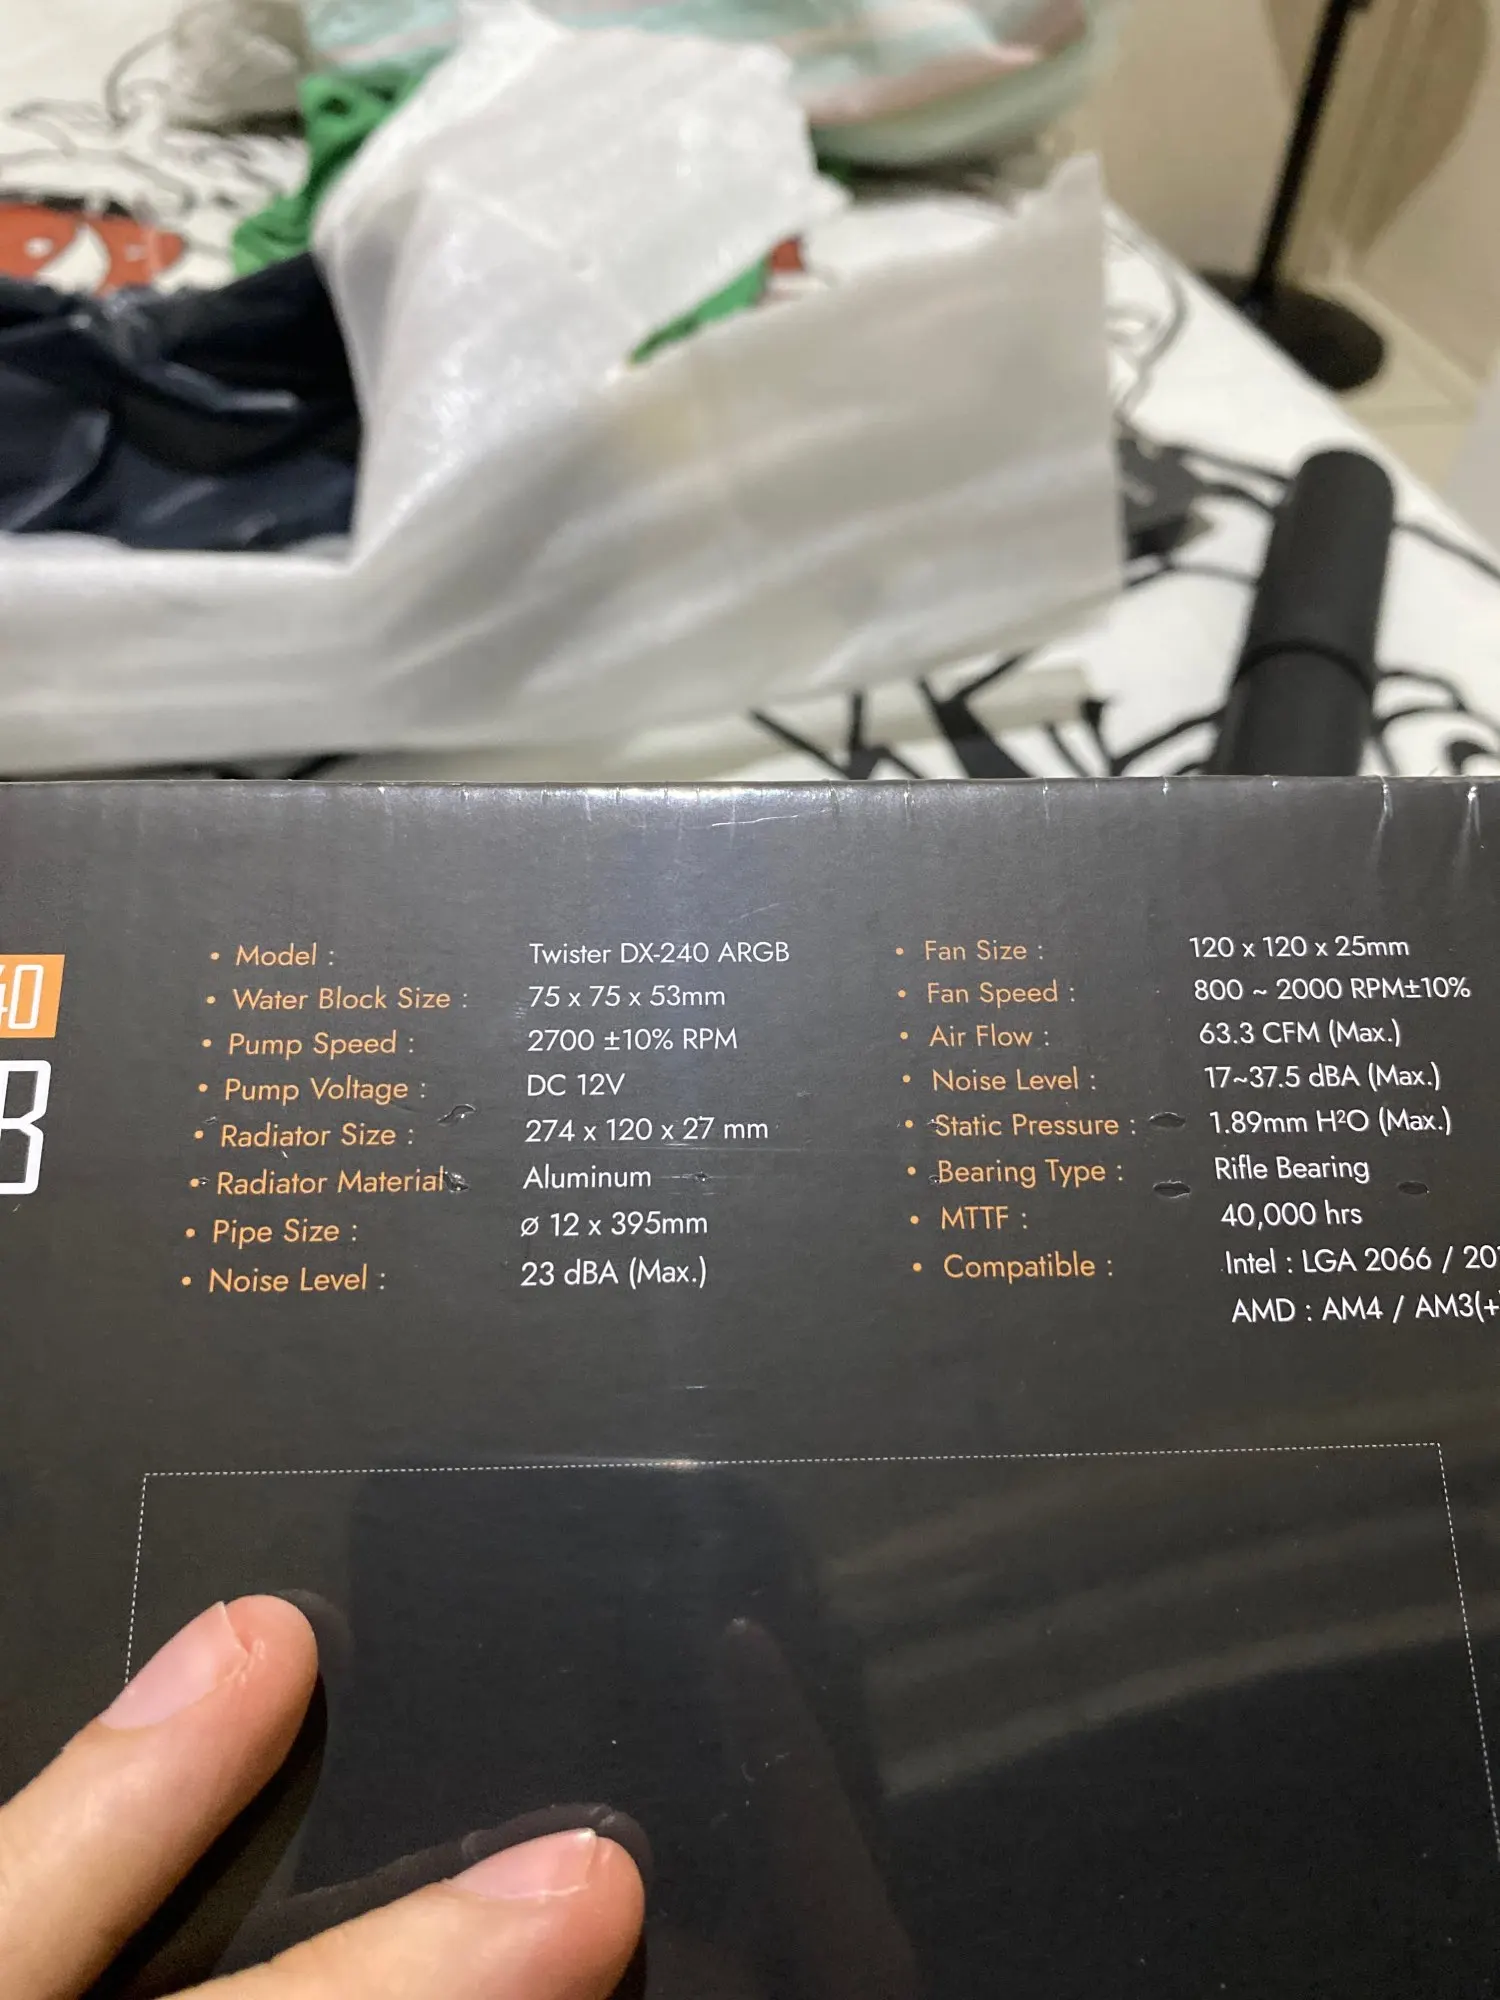 40
B
• Model : Twister DX-240 ARGB
• Water Block Size : 75 x 75 x 53mm
• Pump Speed : 2700 ±10% RPM
• Pump Voltage : DC 12V
• Radiator Size : 274 x 120 x 27 mm
• Radiator Material Aluminum
• Pipe Size : Ø 12 x 395mm
• Noise Level : 23 dBA (Max.)
• Fan Size : 120 x 120 x 25mm
• Fan Speed : 800 ~ 2000 RPM±10%
• Air Flow : 63.3 CFM (Max.)
• Noise Level : 17~37.5 dBA (Max.)
• Static Pressure : 1.89mm H²O (Max.)
• Bearing Type : Rifle Bearing
• MTTF : 40,000 hrs
• Compatible : Intel : LGA 2066 / 20
AMD : AM4 / AM3(+